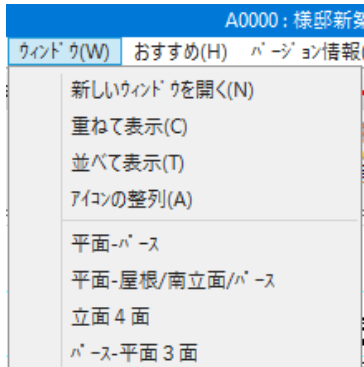 A0000 : 様邸新築
ｳｨﾝﾄﾞｳ(W) おすすめ(H) ﾊﾞｰｼﾞｮﾝ情報(
新しいｳｨﾝﾄﾞｳを開く(N)
重ねて表示(C)
並べて表示(T)
ｱｲｺﾝの整列(A)
平面-ﾊﾟｰｽ
平面-屋根/南立面/ﾊﾟｰｽ
立面４面
ﾊﾟｰｽ-平面３面